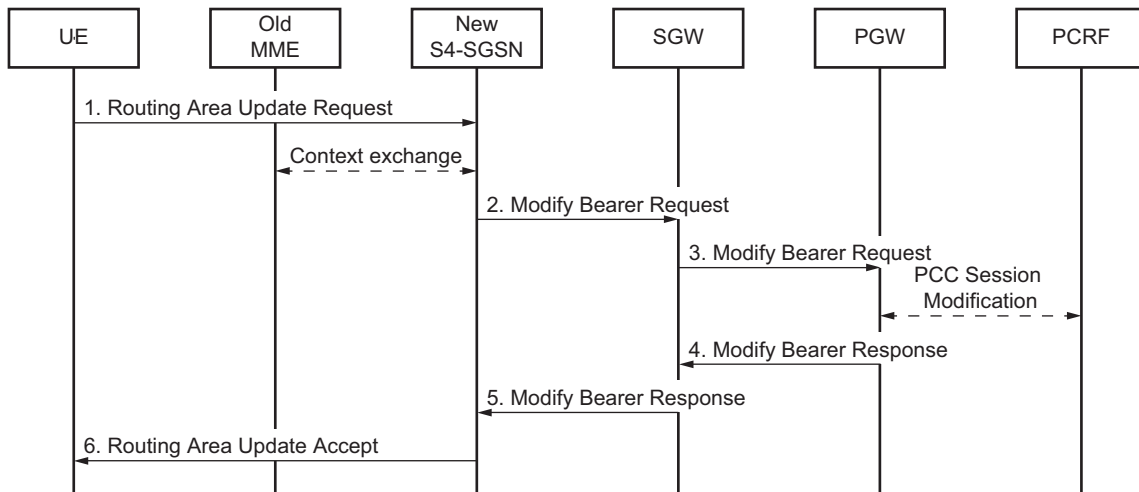 UE
Old
MME
New
S4-SGSN
SGW
PGW
PCRF
1. Routing Area Update Request
Context exchange
2. Modify Bearer Request
3. Modify Bearer Request
PCC Session
Modification
4. Modify Bearer Response
5. Modify Bearer Response
6. Routing Area Update Accept